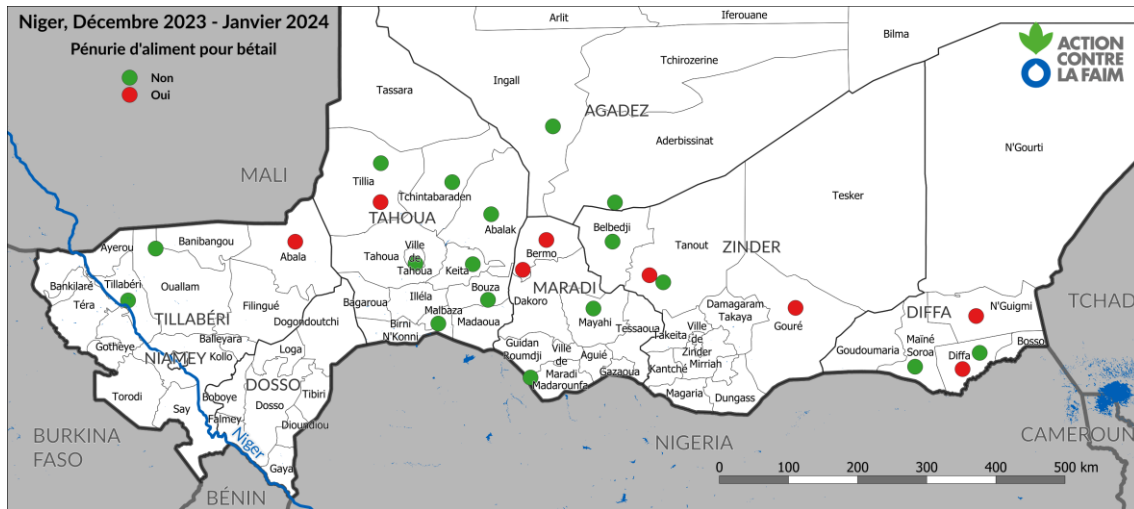 Niger, Décembre 2023 - Janvier 2024
Pénurie d'aliment pour bétail
Non
Oui
ACTION
CONTRE
LA FAIM
Arlit
Iferouane
Bilma
Tchirozerine
Ingall
Tassara
AGADEZ
Aderbissinat
N'Gourti
MALI
Tillia
Tchintabaraden
Tesker
TAHOUA
Abalak
Belbedji
Tanout
ZINDER
Ayerou
Banibangou
Abala
Tahoua
Ville
de
Tahoua
Keita
Bermo
Bankilaré
Tillabéri
Ouallam
Téra
Filingué
Bagaroua
Illéla
Bouza
Malbaza
Madaoua
Dakoro
MARADI
Mayahi
Tessaoua
Damagaram
Takaya
Gouré
DIFFA
N'Guigmi
TCHAD
TILLABÉRI
Dogondoutchi
Birni
N'Konni
Takeita
Ville
de
Zinder
Mirriah
Goudoumaria
Maïné
Soroa
Diffa
Bosso
Gotheye
Balleyara
NIAMEY
Kollo
Loga
Guidan
Roumdji
Ville
de
Maradi
Madarounfa
Aguié
Gazaoua
Kantché
Magaria
Dungass
Torodi
Say
Boboye
DOSSO
Tibiri
Dosso
Falmey
Dioundiou
Gaya
Niger
BURKINA
FASO
BÉNIN
NIGERIA
CAMEROUN
0 100 200 300 400 500 km